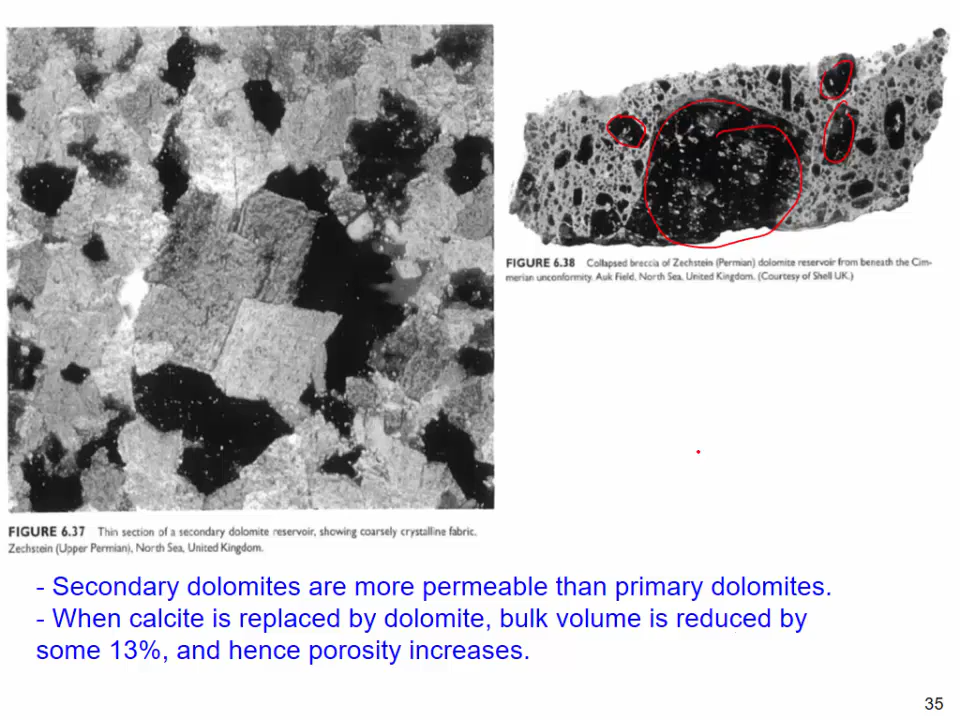 FIGURE 6.38 Collapsed breccia of Zechstein (Permian) dolomite reservoir from beneath the Cim-
merian unconformity. Auk Field, North Sea, United Kingdom. (Courtesy of Shell UK.)
FIGURE 6.37 Thin section of a secondary dolomite reservoir, showing coarsely crystalline fabric.
Zechstein (Upper Permian), North Sea, United Kingdom.
- Secondary dolomites are more permeable than primary dolomites.
- When calcite is replaced by dolomite, bulk volume is reduced by
some 13%, and hence porosity increases.
35